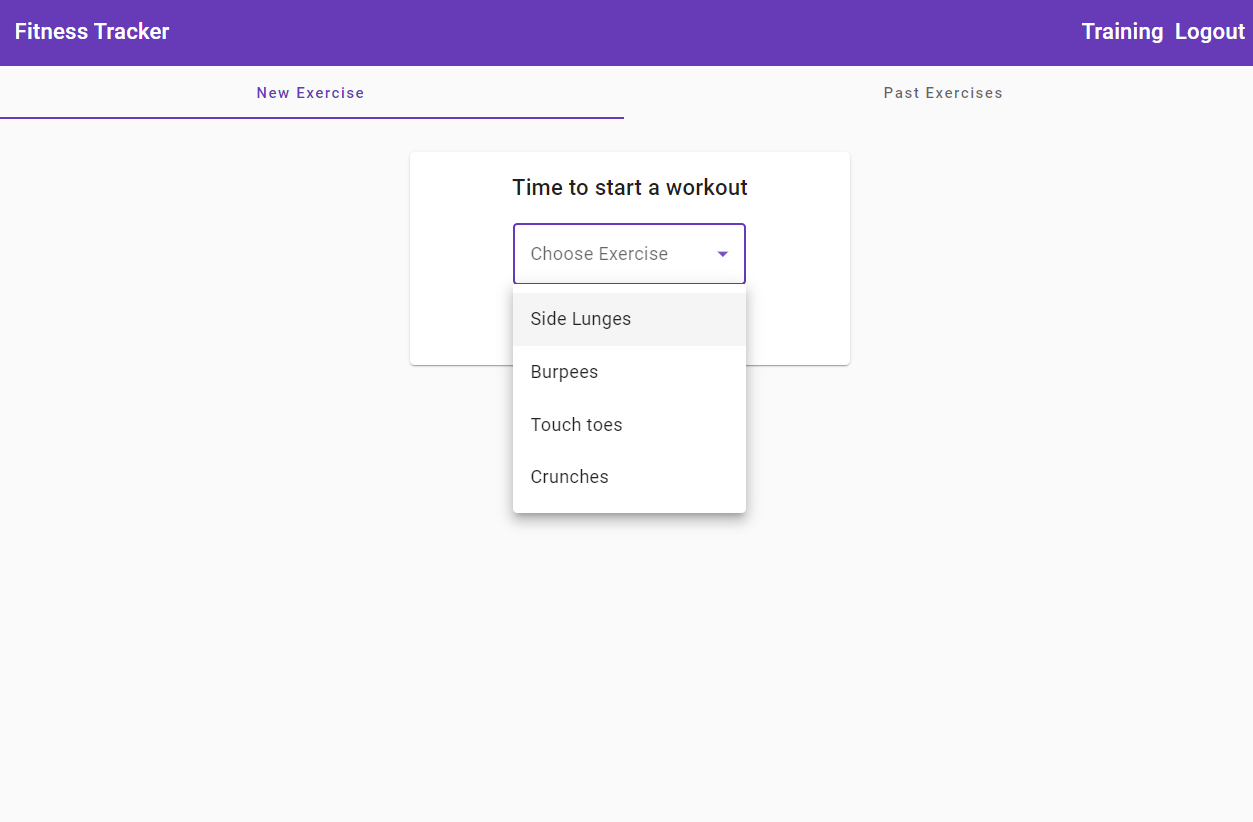 Fitness Tracker
Training Logout
New Exercise
Past Exercises
Time to start a workout
Choose Exercise
Side Lunges
Burpees
Touch toes
Crunches